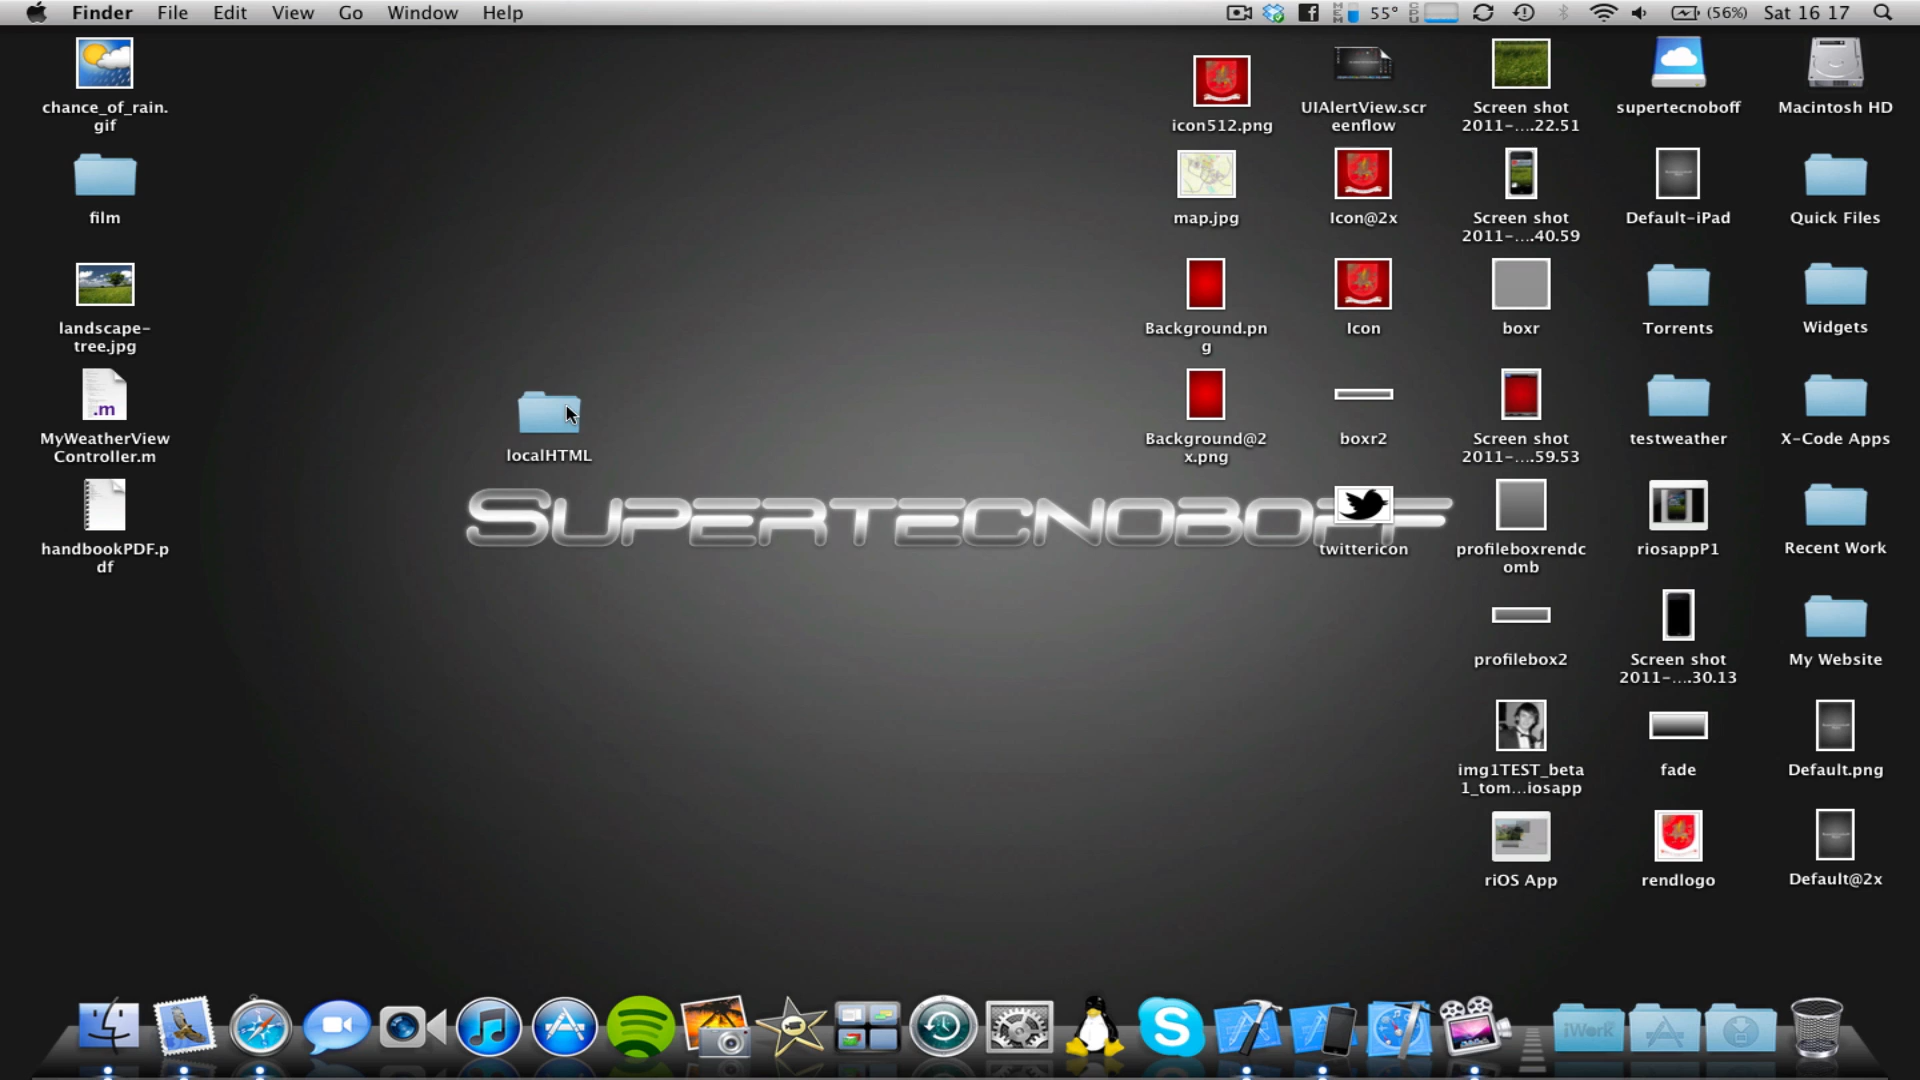 Finder File Edit View Go Window Help
55° (56%) Sat 16 17
chance_of_rain.
gif
film
landscape-
tree.jpg
.m
MyWeatherView
Controller.m
handbookPDF.p
df
localHTML
SUPERTECNOBOFF
icon512.png
map.jpg
Background.pn
g
Background@2
x.png
UIAlertView.scr
eenflow
Icon@2x
Icon
boxr2
twittericon
Screen shot
2011-....22.51
Screen shot
2011-....40.59
boxr
Screen shot
2011-....59.53
profileboxrendc
omb
profilebox2
img1TEST_beta
1_tom...iosapp
riOS App
supertecnoboff
Default-iPad
Torrents
testweather
riosappP1
Screen shot
2011-....30.13
fade
rendlogo
Macintosh HD
Quick Files
Widgets
X-Code Apps
Recent Work
My Website
Default.png
Default@2x
iWork